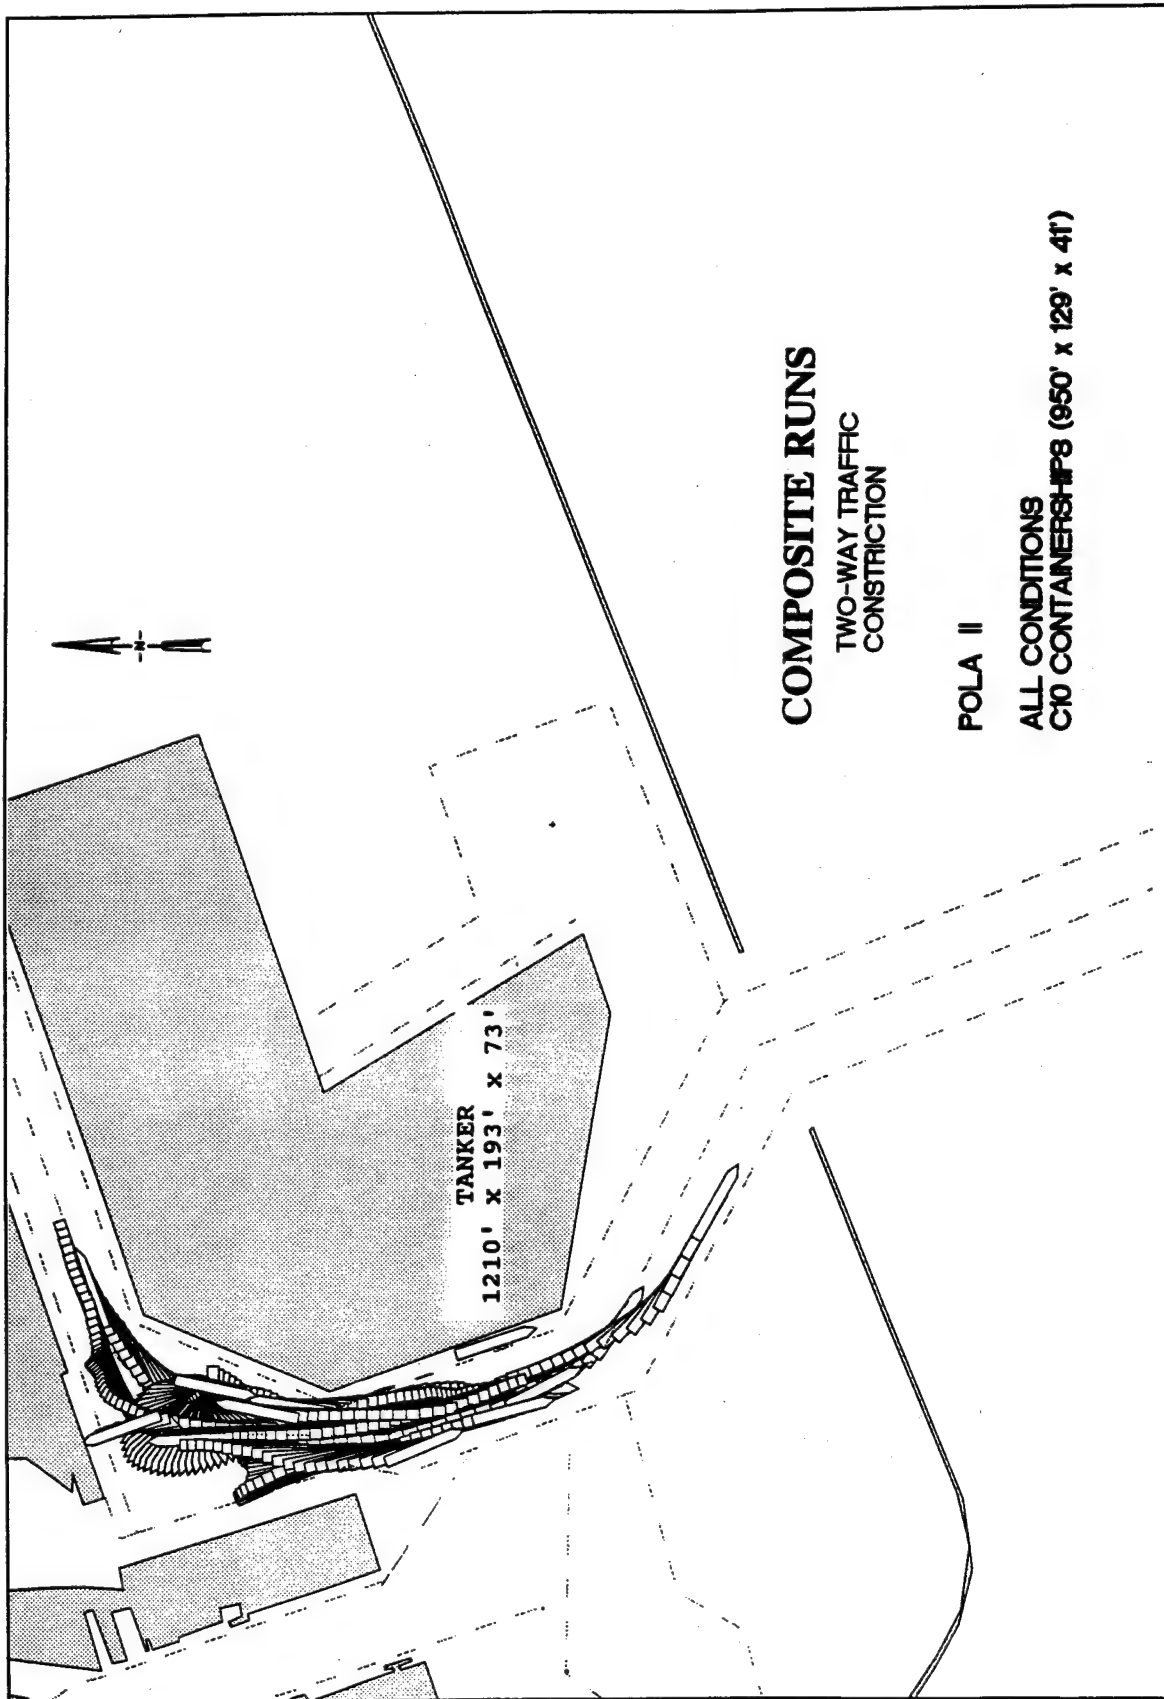 TANKER
1210' x 193' x 73'
N
COMPOSITE RUNS
TWO-WAY TRAFFIC
CONSTRICTION
POLA II
ALL CONDITIONS
C10 CONTAINERSHIPS (950' x 129' x 41')